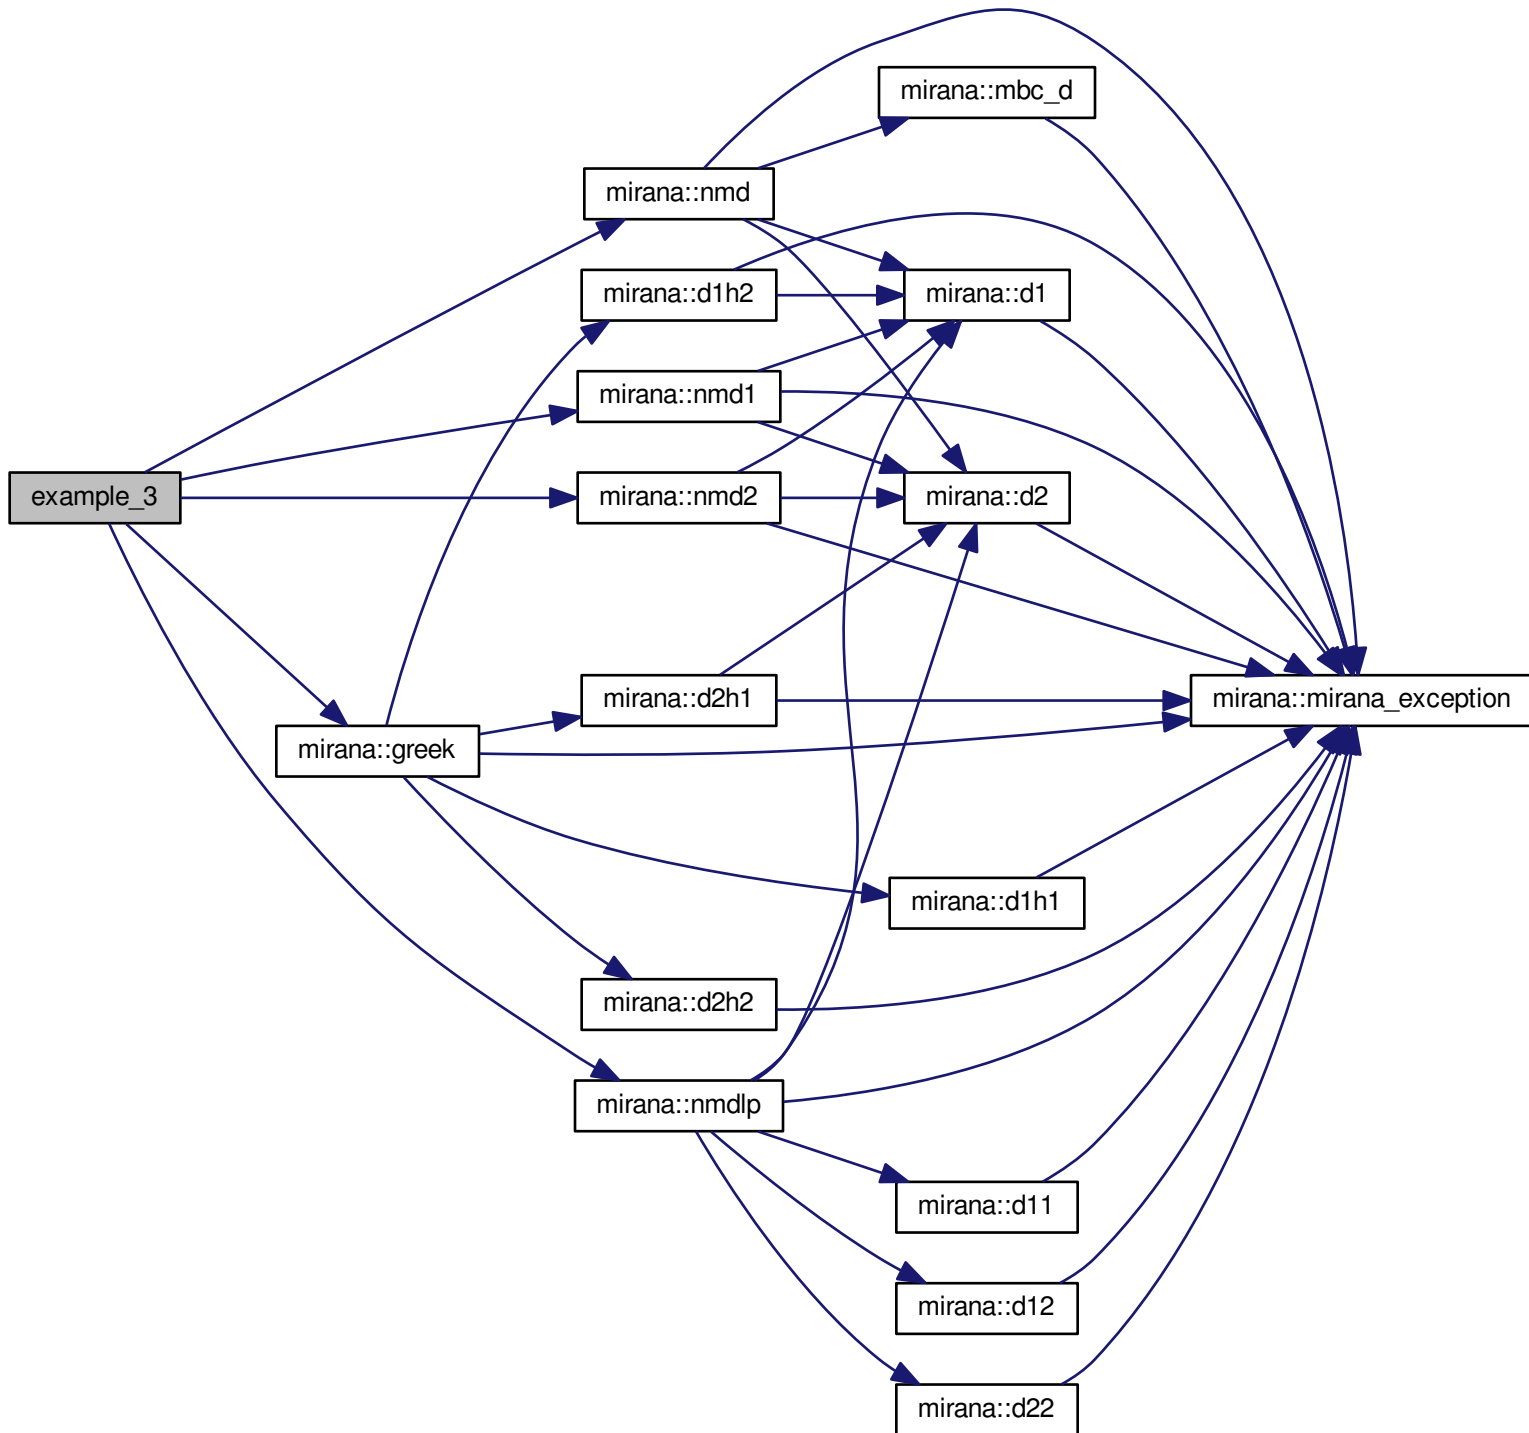 mirana::mbc_d
mirana::nmd
mirana::d1h2
mirana::d1
mirana::nmd1
example_3
mirana::nmd2
mirana::d2
mirana::d2h1
mirana::mirana_exception
mirana::greek
mirana::d1h1
mirana::d2h2
mirana::nmdlp
mirana::d11
mirana::d12
mirana::d22